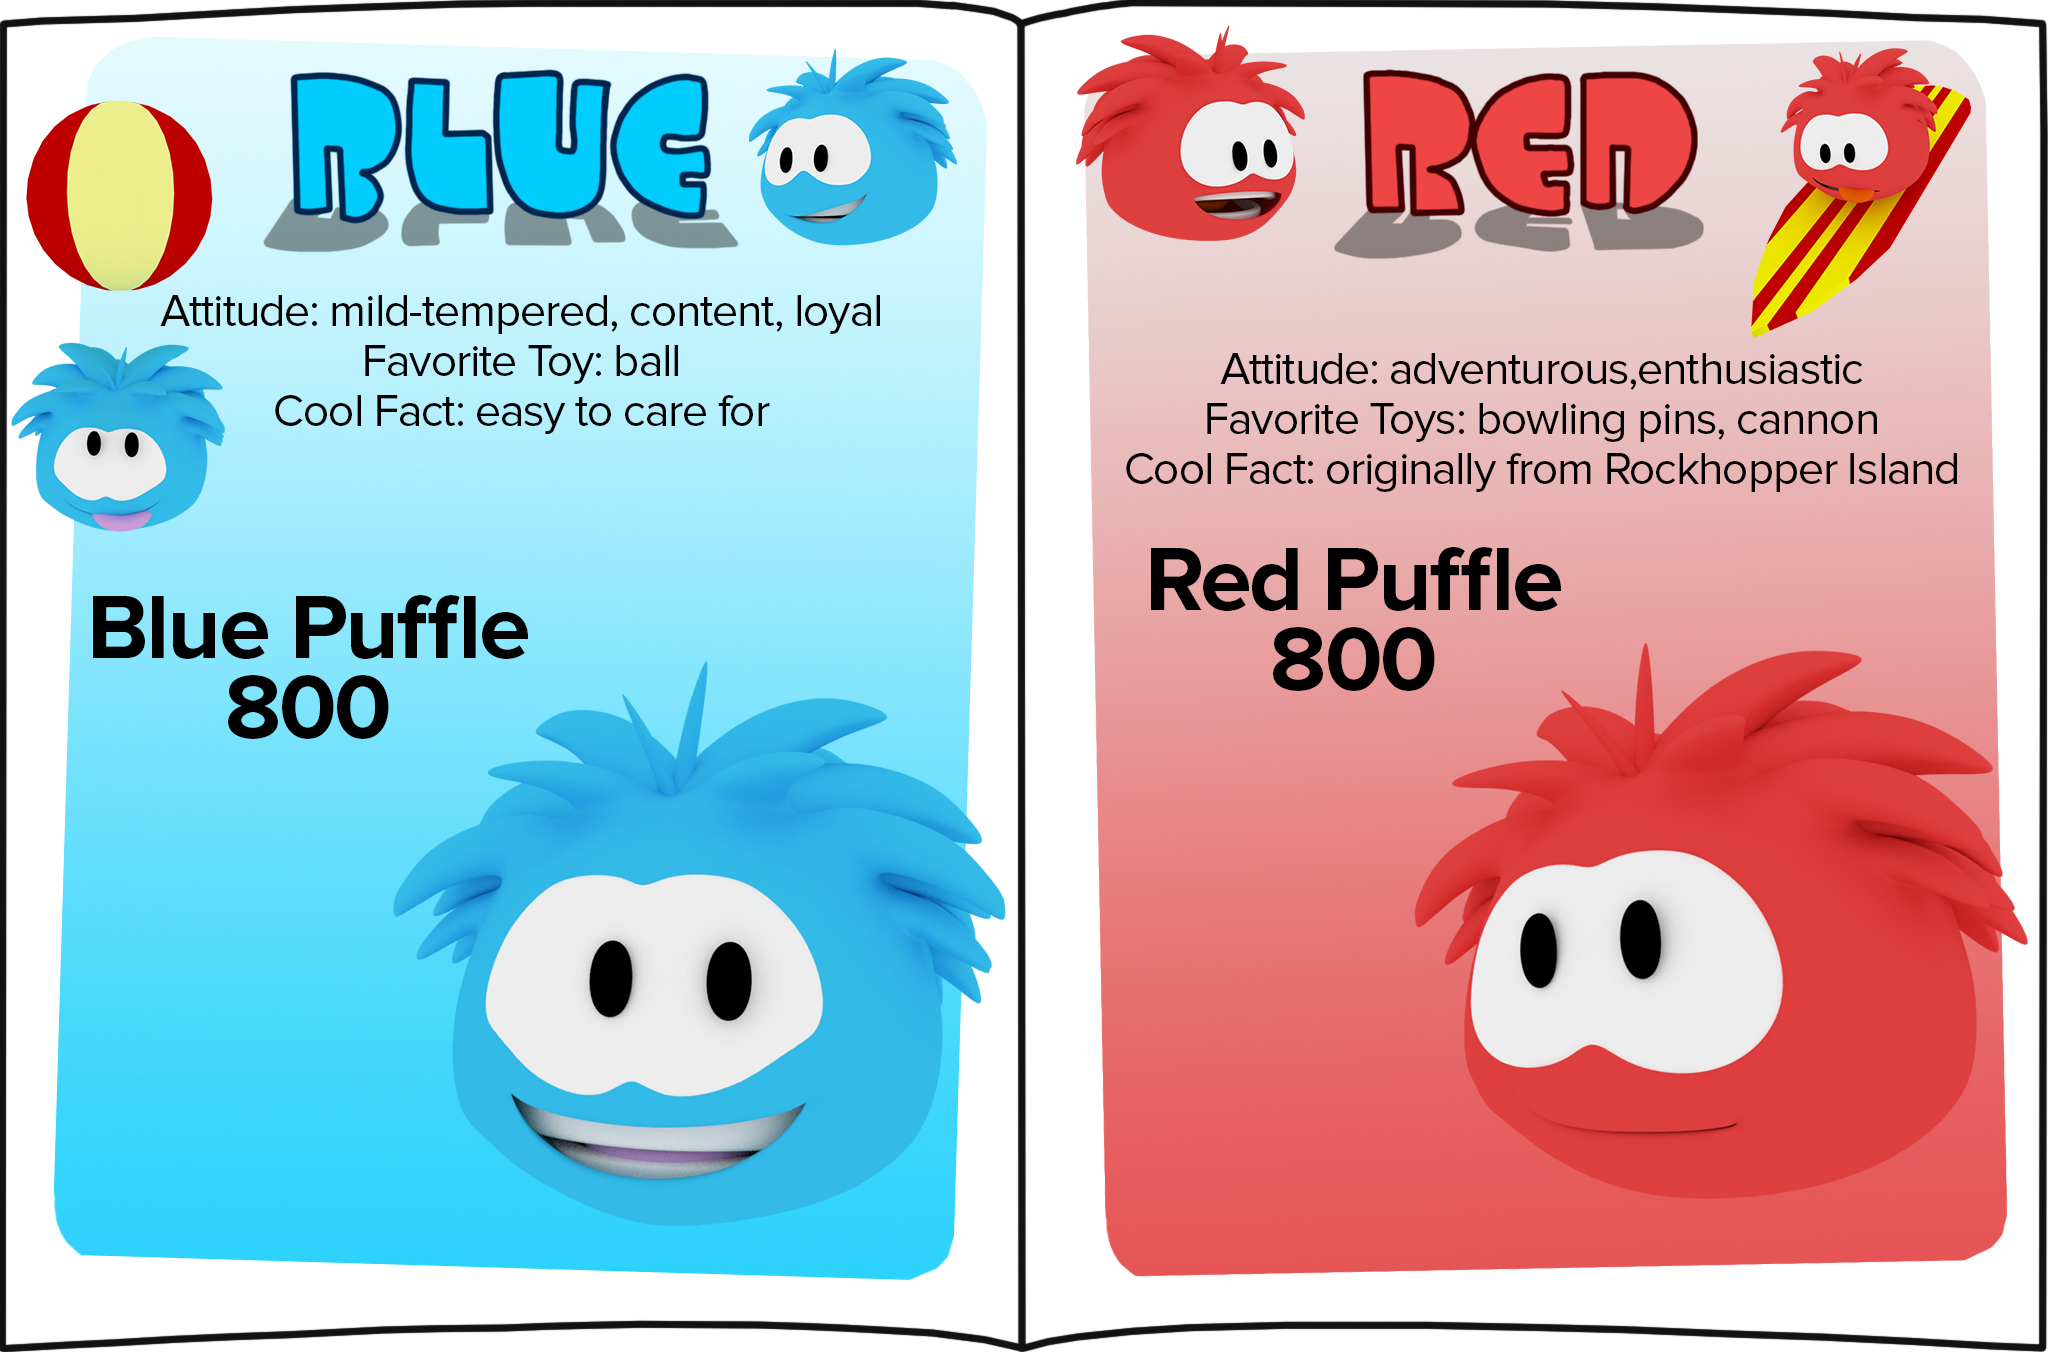 BLUE
Attitude: mild-tempered, content, loyal
Favorite Toy: ball
Cool Fact: easy to care for
Blue Puffle
800
RED
Attitude: adventurous,enthusiastic
Favorite Toys: bowling pins, cannon
Cool Fact: originally from Rockhopper Island
Red Puffle
800